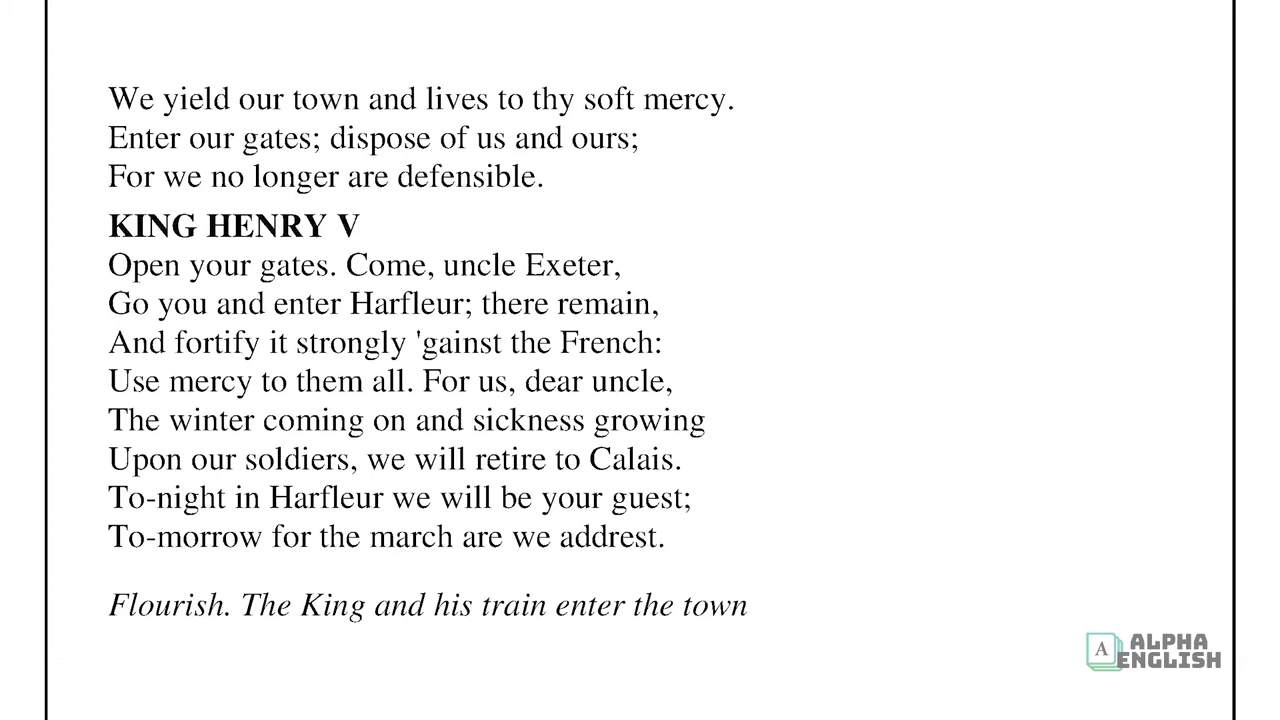 We yield our town and lives to thy soft mercy.
Enter our gates; dispose of us and ours;
For we no longer are defensible.
KING HENRY V
Open your gates. Come, uncle Exeter,
Go you and enter Harfleur; there remain,
And fortify it strongly 'gainst the French:
Use mercy to them all. For us, dear uncle,
The winter coming on and sickness growing
Upon our soldiers, we will retire to Calais.
To-night in Harfleur we will be your guest;
To-morrow for the march are we addrest.
Flourish. The King and his train enter the town
A
ALPHA
ENGLISH